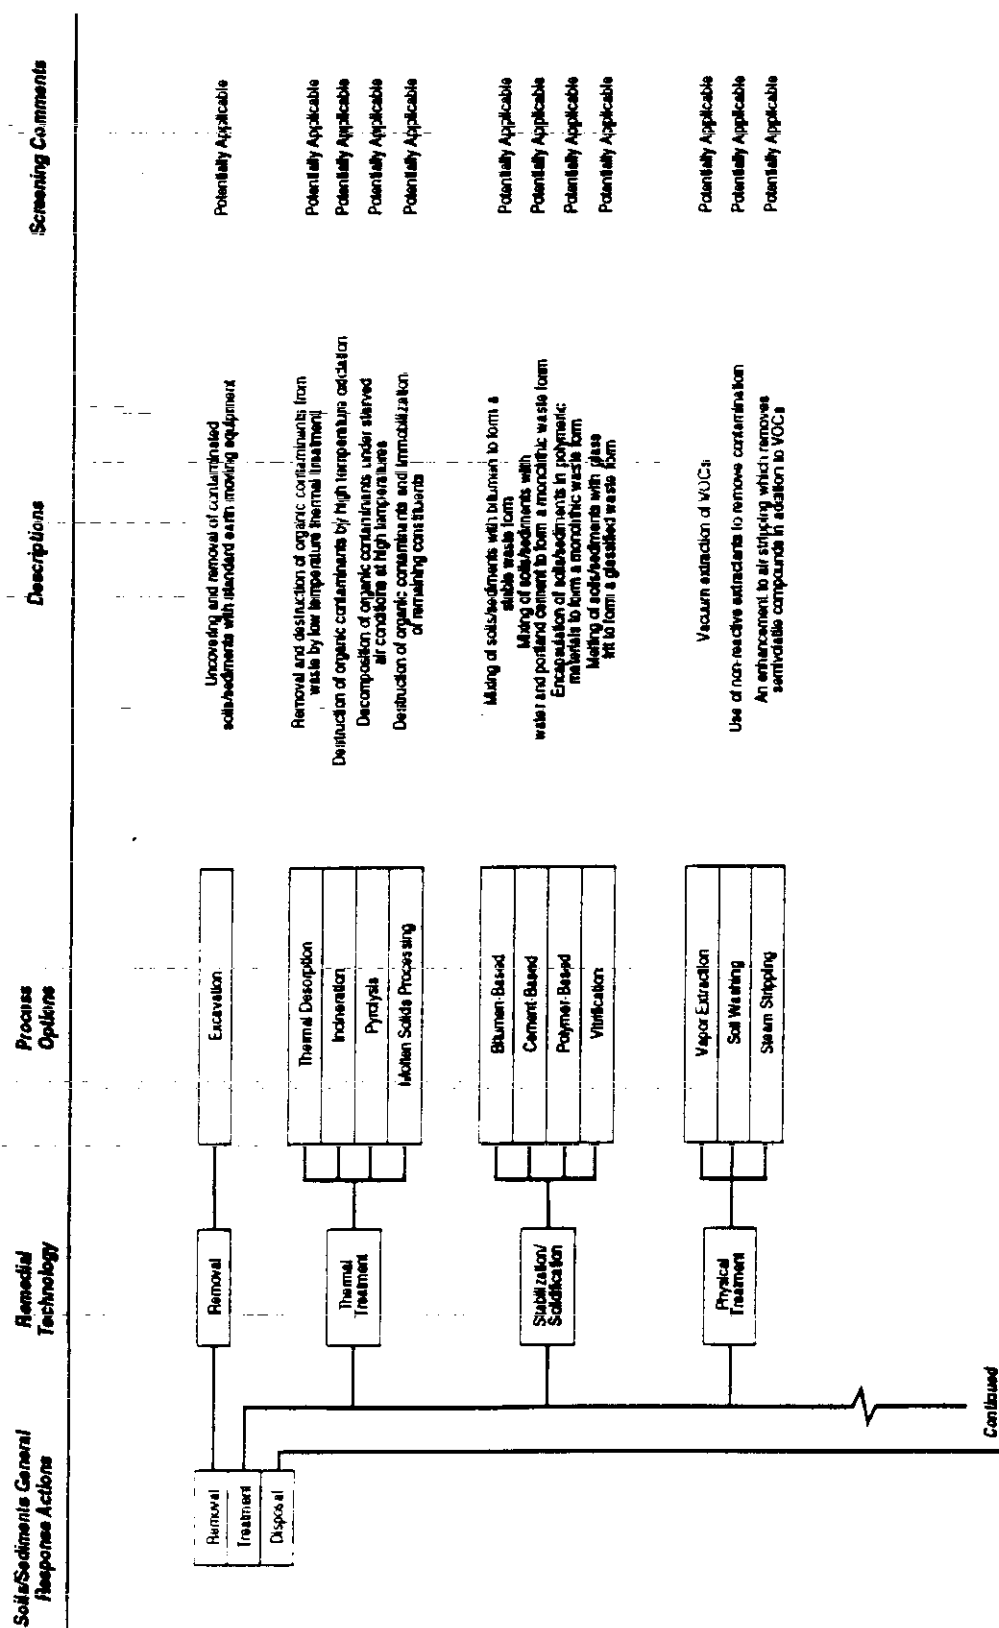 Soils/Sediments General
Response Actions
Remedial
Technology
Process
Options
Descriptions
Screening Comments
Removal
Treatment
Disposal
Removal
Excavation
Uncovering and removal of contaminated
soils/sediments with standard earth moving equipment
Potentially Applicable
Thermal
Treatment
Thermal Desorption
Removal and destruction of organic contaminants from
waste by low temperature thermal treatment
Potentially Applicable
Incineration
Destruction of organic contaminants by high temperature oxidation
Potentially Applicable
Pyrolysis
Decomposition of organic contaminants under starved
air conditions at high temperatures
Potentially Applicable
Molten Solids Processing
Destruction of organic contaminants and immobilization
of remaining constituents
Potentially Applicable
Stabilization/
Solidification
Bitumen-Based
Mixing of soils/sediments with bitumen to form a
stable waste form
Potentially Applicable
Cement-Based
Mixing of soils/sediments with
water and portland cement to form a monolithic waste form
Potentially Applicable
Polymer-Based
Encapsulation of soils/sediments in polymeric
materials to form a monolithic waste form
Potentially Applicable
Vitrification
Melting of soils/sediments with glass
frit to form a glassified waste form
Potentially Applicable
Physical
Treatment
Vapor Extraction
Vacuum extraction of VOCs
Potentially Applicable
Soil Washing
Use of non-reactive extractants to remove contamination
Potentially Applicable
Steam Stripping
An enhancement to air stripping which removes
semivolatile compounds in addition to VOCs
Potentially Applicable
Continued